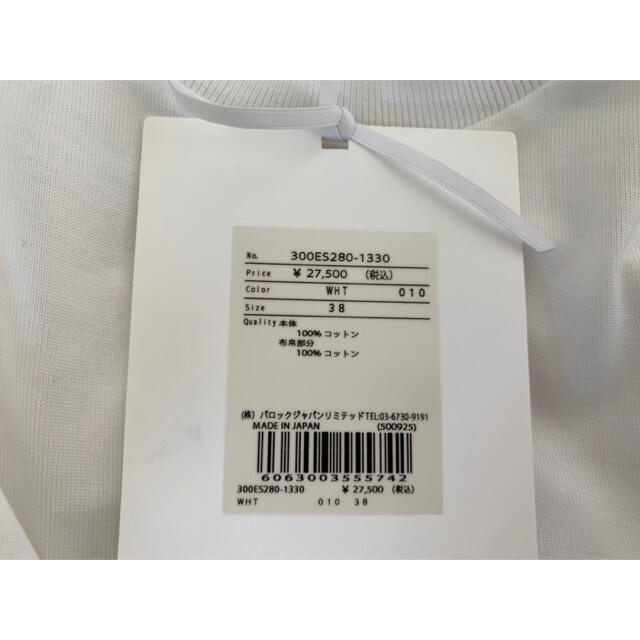 No. 300ES280-1330
Price ¥ 27,500 (税込)
Color WHT 010
Size 38
Quality 本体
100% コットン
布帛部分
100% コットン
(株) バロックジャパンリミテッドTEL:03-6730-9191
MADE IN JAPAN (S00925)
6063003555742
300ES280-1330 ¥ 27,500 (税込)
WHT 010 38